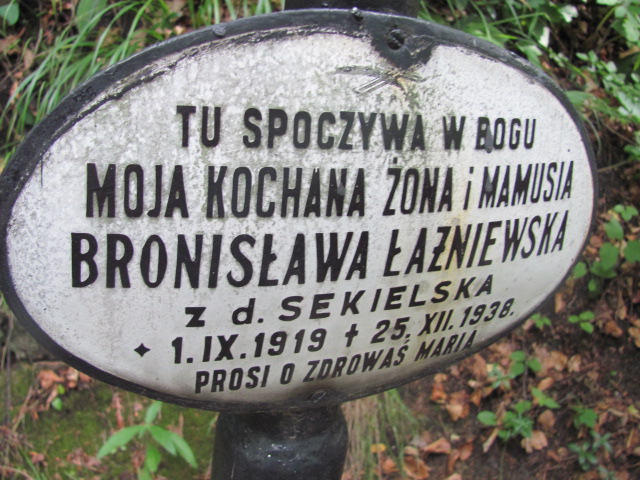 TU SPOCZYWA W BOGU
MOJA KOCHANA ŻONA i MAMUSIA
BRONISŁAWA ŁAŹNIEWSKA
z d. SEKIELSKA
✦ 1.IX.1919 ✝ 25.XII.1938.
PROSI O ZDROWAŚ MARIA